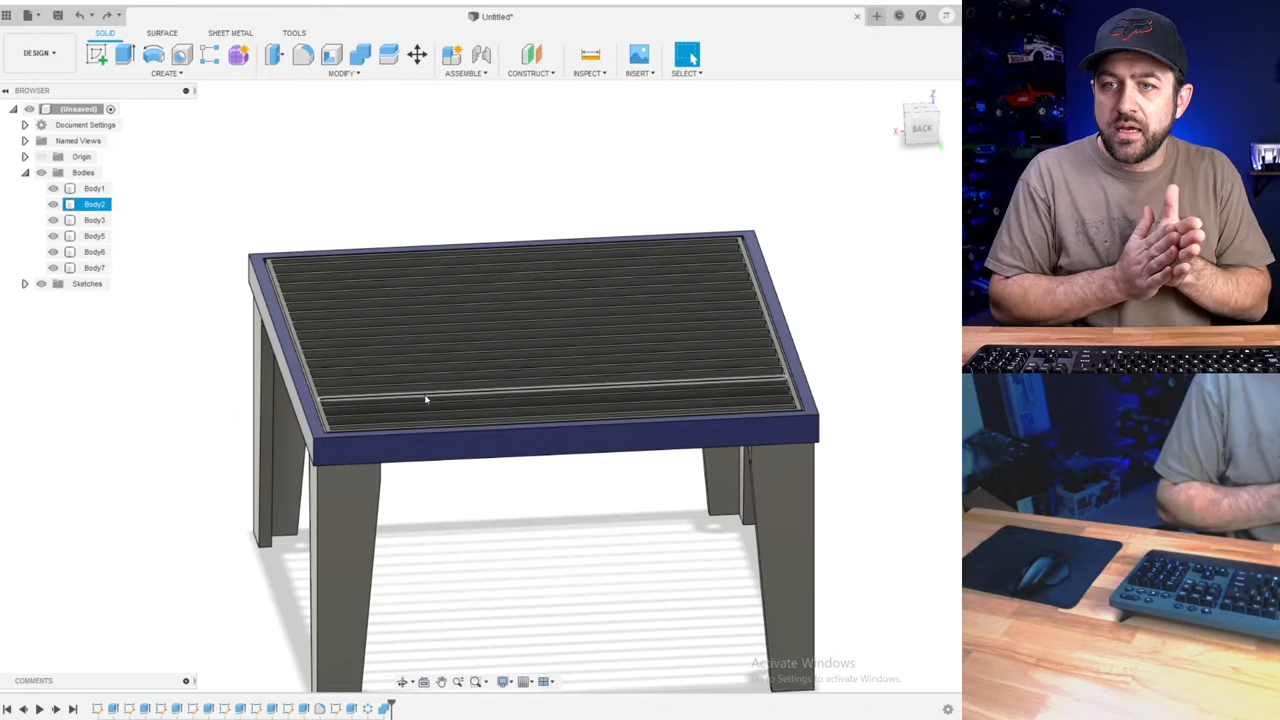 Untitled*
JT
DESIGN
SOLID
SURFACE
SHEET METAL
TOOLS
CREATE
MODIFY
ASSEMBLE
CONSTRUCT
INSPECT
INSERT
SELECT
BROWSER
(Unsaved)
Document Settings
Named Views
Origin
Bodies
Body1
Body2
Body3
Body5
Body6
Body7
Sketches
Z
X
BACK
Activate Windows
Go to Settings to activate Windows.
COMMENTS